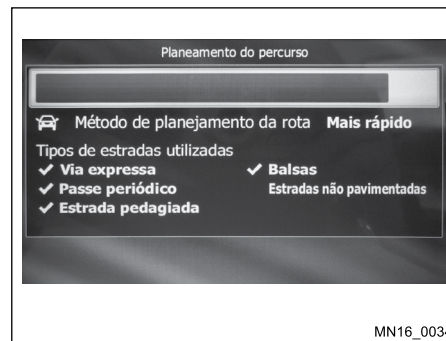 Planeamento do percurso
Método de planejamento da rota Mais rápido
Tipos de estradas utilizadas
✔ Via expressa ✔ Balsas
✔ Passe periódico Estradas não pavimentadas
✔ Estrada pedagiada
MN16_0034